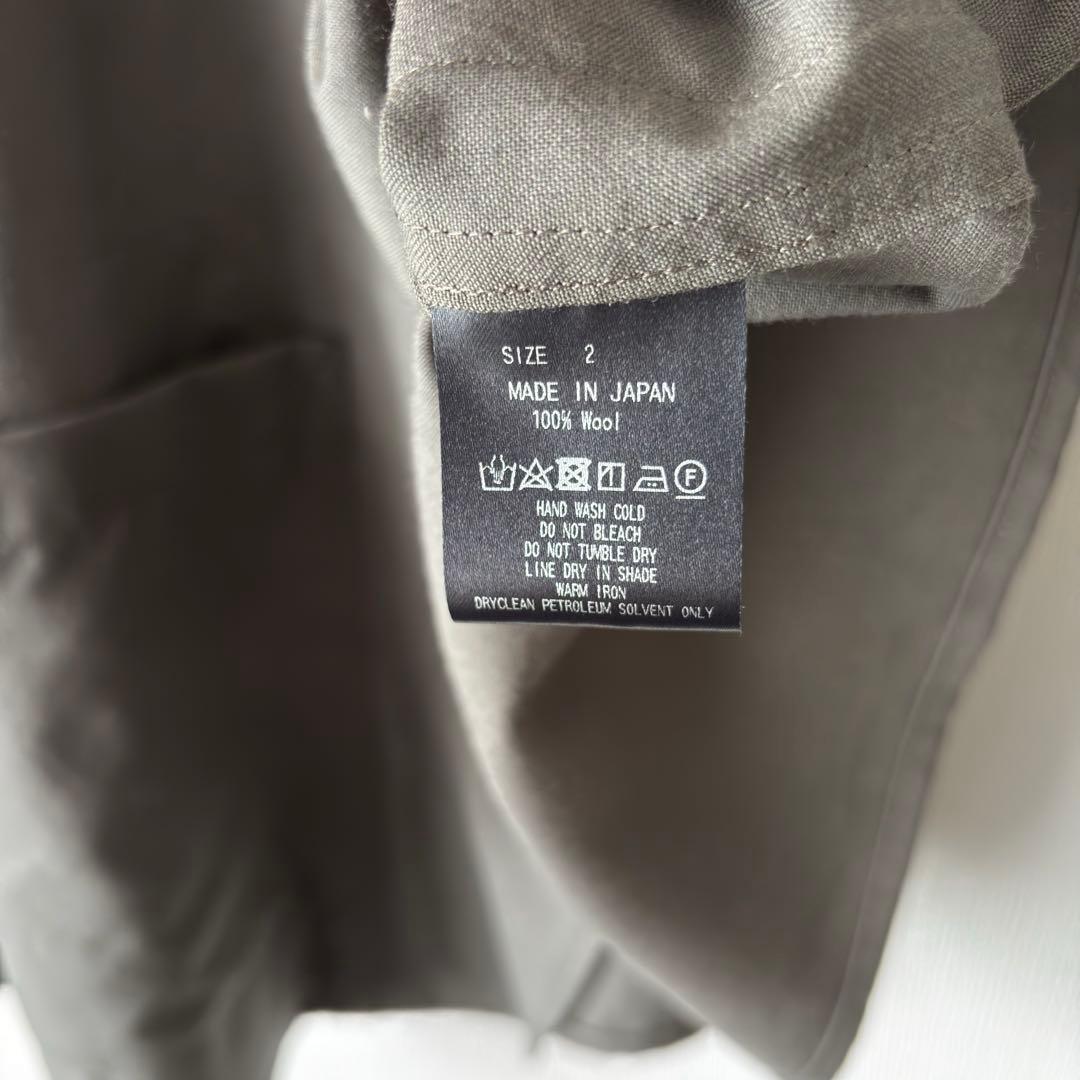 SIZE 2
MADE IN JAPAN
100% Wool
F
HAND WASH COLD
DO NOT BLEACH
DO NOT TUMBLE DRY
LINE DRY IN SHADE
WARM IRON
DRYCLEAN PETROLEUM SOLVENT ONLY